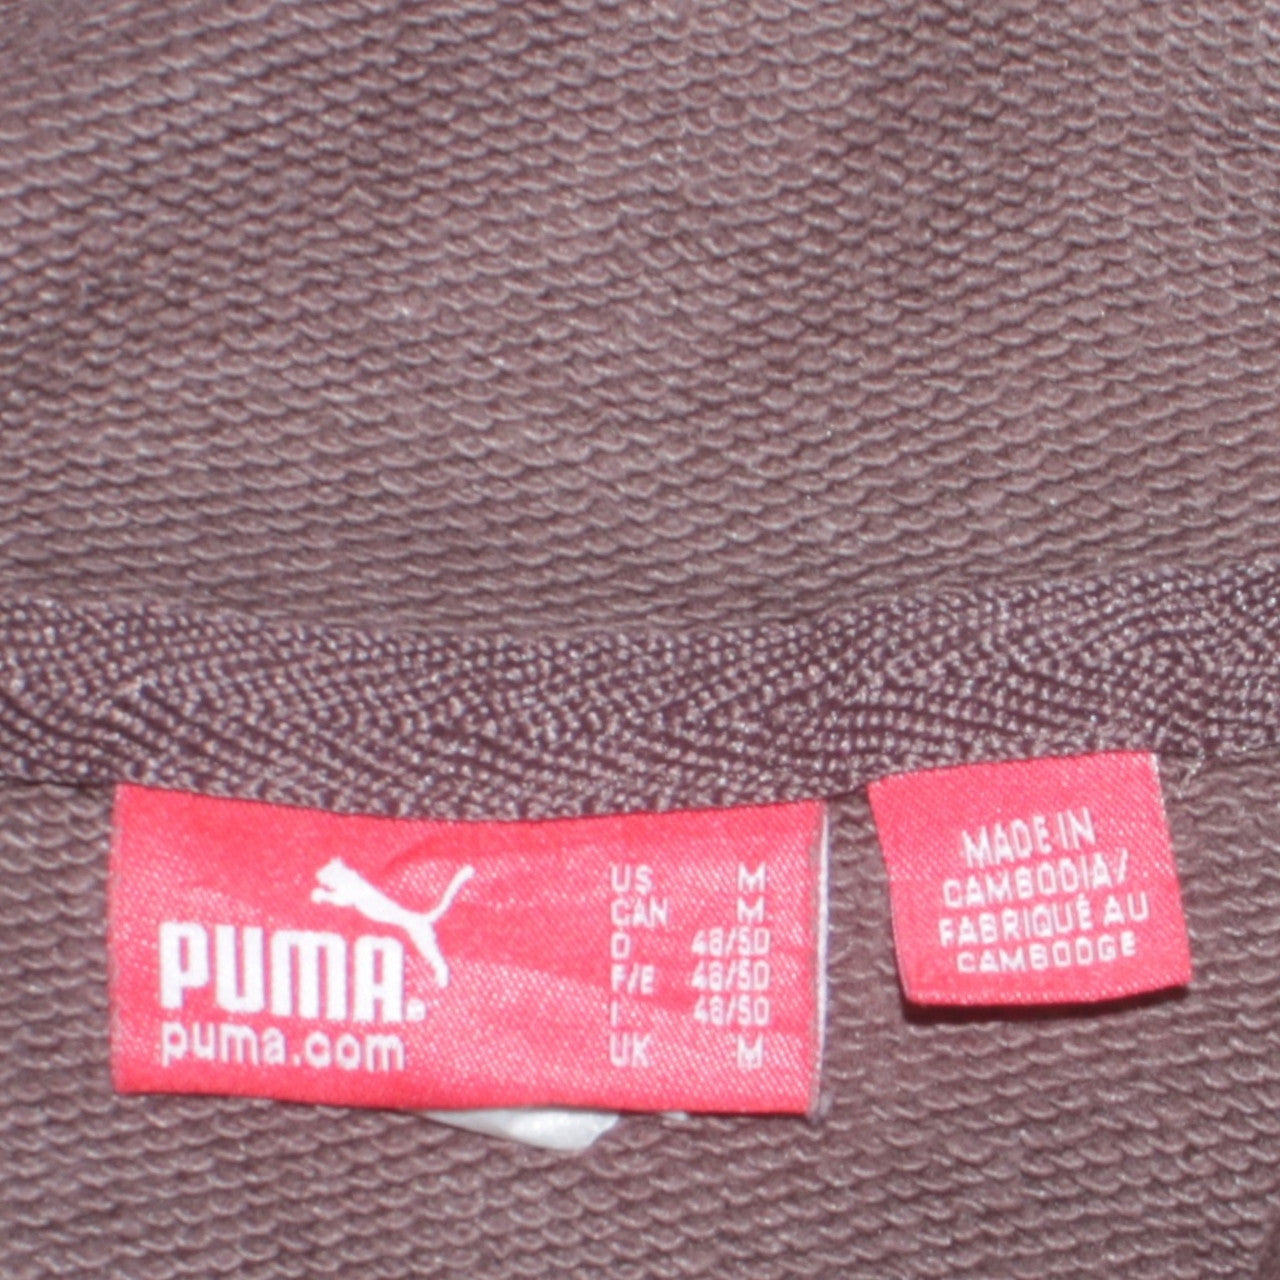 PUMA®
puma.com
US M
CAN M
D 48/50
F/E 48/50
I 48/50
UK M
MADE IN
CAMBODIA/
FABRIQUÉ AU
CAMBODGE